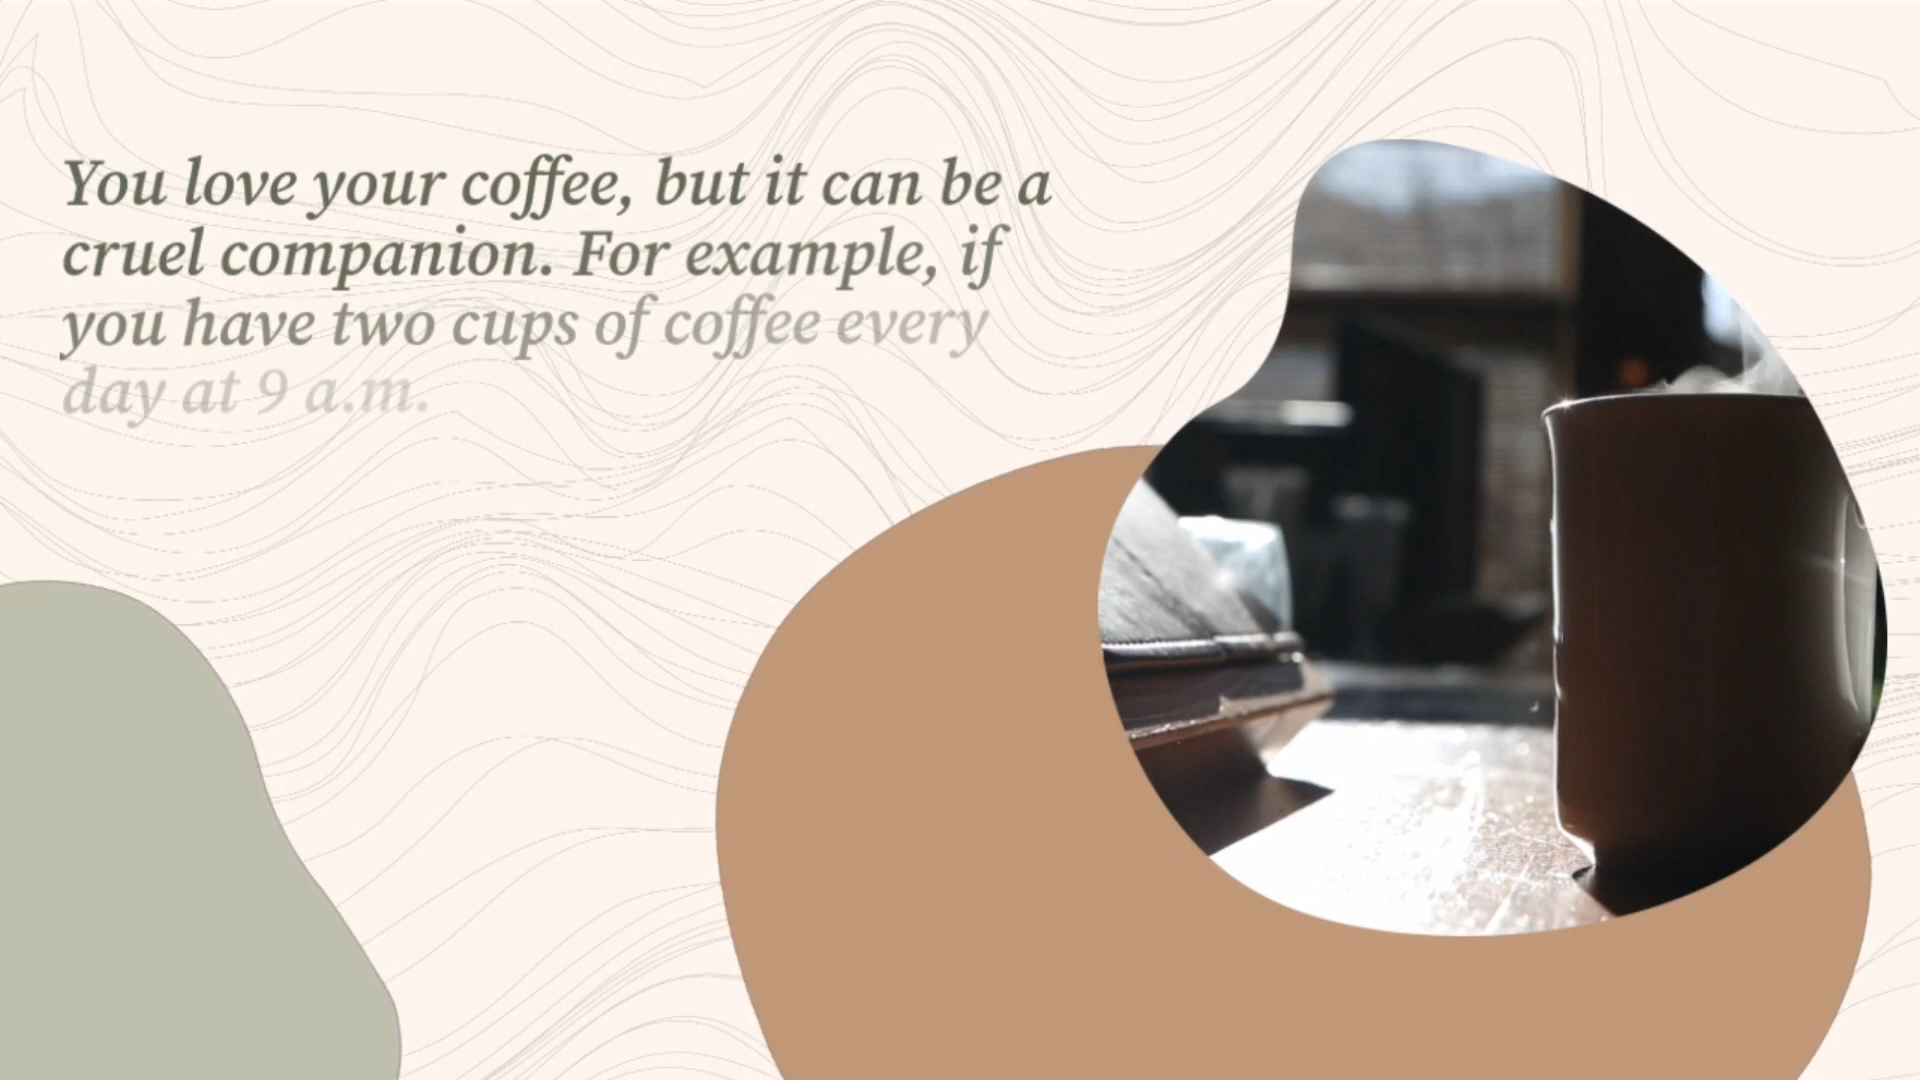 You love your coffee, but it can be a
cruel companion. For example, if
you have two cups of coffee every
day at 9 a.m.